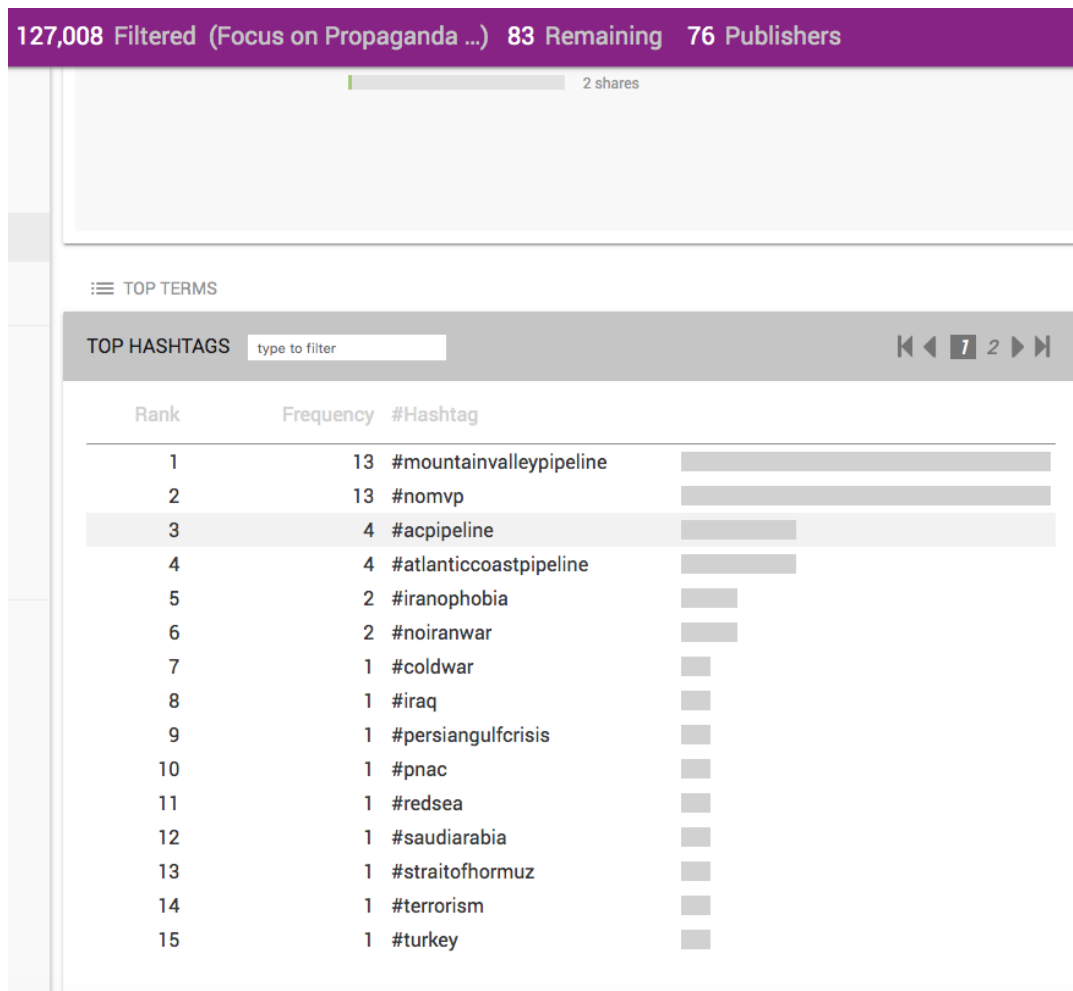 127,008 Filtered (Focus on Propaganda ...) 83 Remaining 76 Publishers
2 shares
TOP TERMS
TOP HASHTAGS type to filter 1 2
Rank Frequency #Hashtag
1 13 #mountainvalleypipeline
2 13 #nomvp
3 4 #acpipeline
4 4 #atlanticcoastpipeline
5 2 #iranophobia
6 2 #noiranwar
7 1 #coldwar
8 1 #iraq
9 1 #persiangulfcrisis
10 1 #pnac
11 1 #redsea
12 1 #saudiarabia
13 1 #straitofhormuz
14 1 #terrorism
15 1 #turkey